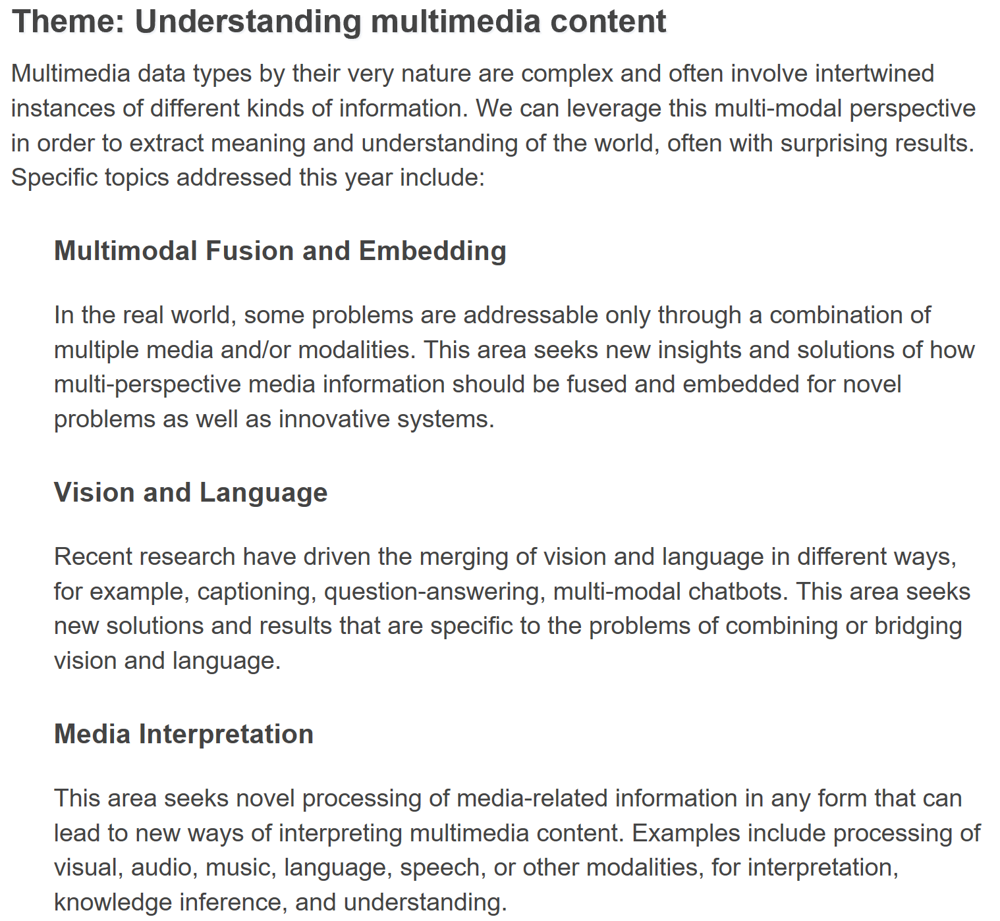 Theme: Understanding multimedia content
Multimedia data types by their very nature are complex and often involve intertwined
instances of different kinds of information. We can leverage this multi-modal perspective
in order to extract meaning and understanding of the world, often with surprising results.
Specific topics addressed this year include:
Multimodal Fusion and Embedding
In the real world, some problems are addressable only through a combination of
multiple media and/or modalities. This area seeks new insights and solutions of how
multi-perspective media information should be fused and embedded for novel
problems as well as innovative systems.
Vision and Language
Recent research have driven the merging of vision and language in different ways,
for example, captioning, question-answering, multi-modal chatbots. This area seeks
new solutions and results that are specific to the problems of combining or bridging
vision and language.
Media Interpretation
This area seeks novel processing of media-related information in any form that can
lead to new ways of interpreting multimedia content. Examples include processing of
visual, audio, music, language, speech, or other modalities, for interpretation,
knowledge inference, and understanding.